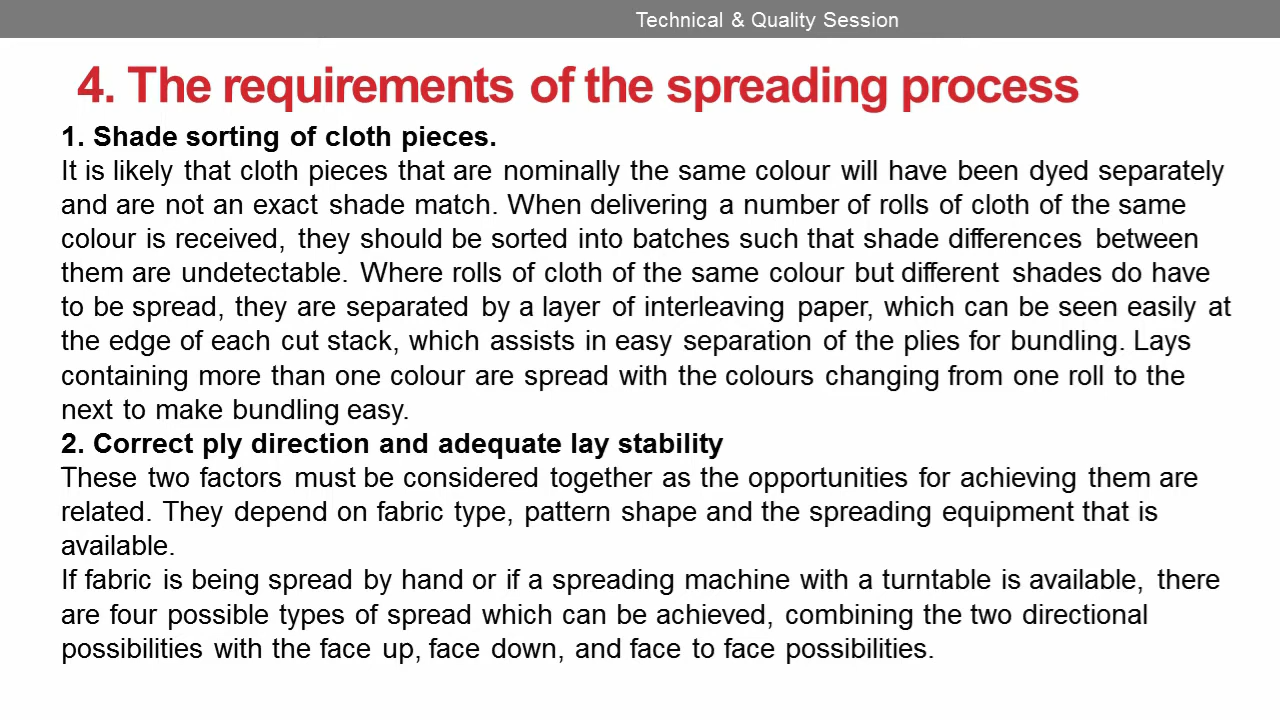 Technical & Quality Session
4. The requirements of the spreading process
1. Shade sorting of cloth pieces.
It is likely that cloth pieces that are nominally the same colour will have been dyed separately
and are not an exact shade match. When delivering a number of rolls of cloth of the same
colour is received, they should be sorted into batches such that shade differences between
them are undetectable. Where rolls of cloth of the same colour but different shades do have
to be spread, they are separated by a layer of interleaving paper, which can be seen easily at
the edge of each cut stack, which assists in easy separation of the plies for bundling. Lays
containing more than one colour are spread with the colours changing from one roll to the
next to make bundling easy.
2. Correct ply direction and adequate lay stability
These two factors must be considered together as the opportunities for achieving them are
related. They depend on fabric type, pattern shape and the spreading equipment that is
available.
If fabric is being spread by hand or if a spreading machine with a turntable is available, there
are four possible types of spread which can be achieved, combining the two directional
possibilities with the face up, face down, and face to face possibilities.